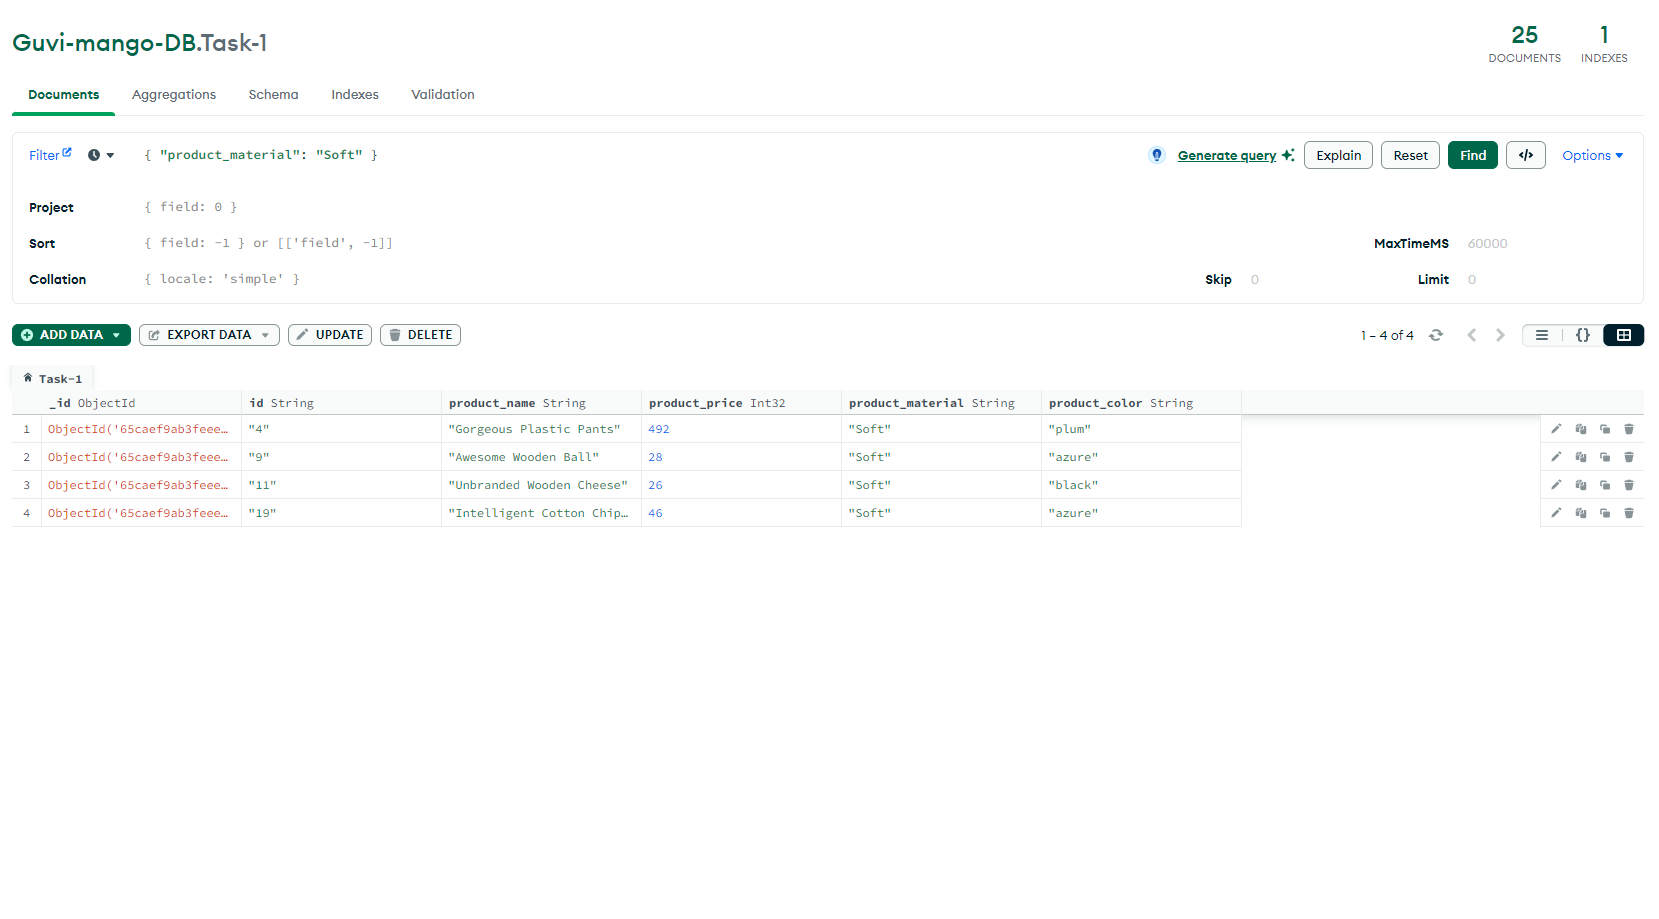 Guvi-mango-DB.Task-1
25 1
DOCUMENTS INDEXES
Documents Aggregations Schema Indexes Validation
Filter { "product_material": "Soft" } Generate query Explain Reset Find </> Options
Project { field: 0 }
Sort { field: -1 } or [['field', -1]] MaxTimeMS 60000
Collation { locale: 'simple' } Skip 0 Limit 0
ADD DATA EXPORT DATA UPDATE DELETE 1 – 4 of 4 {}
Task-1
_id ObjectId id String product_name String product_price Int32 product_material String product_color String
1 ObjectId('65caef9ab3feee… "4" "Gorgeous Plastic Pants" 492 "Soft" "plum"
2 ObjectId('65caef9ab3feee… "9" "Awesome Wooden Ball" 28 "Soft" "azure"
3 ObjectId('65caef9ab3feee… "11" "Unbranded Wooden Cheese" 26 "Soft" "black"
4 ObjectId('65caef9ab3feee… "19" "Intelligent Cotton Chip… 46 "Soft" "azure"